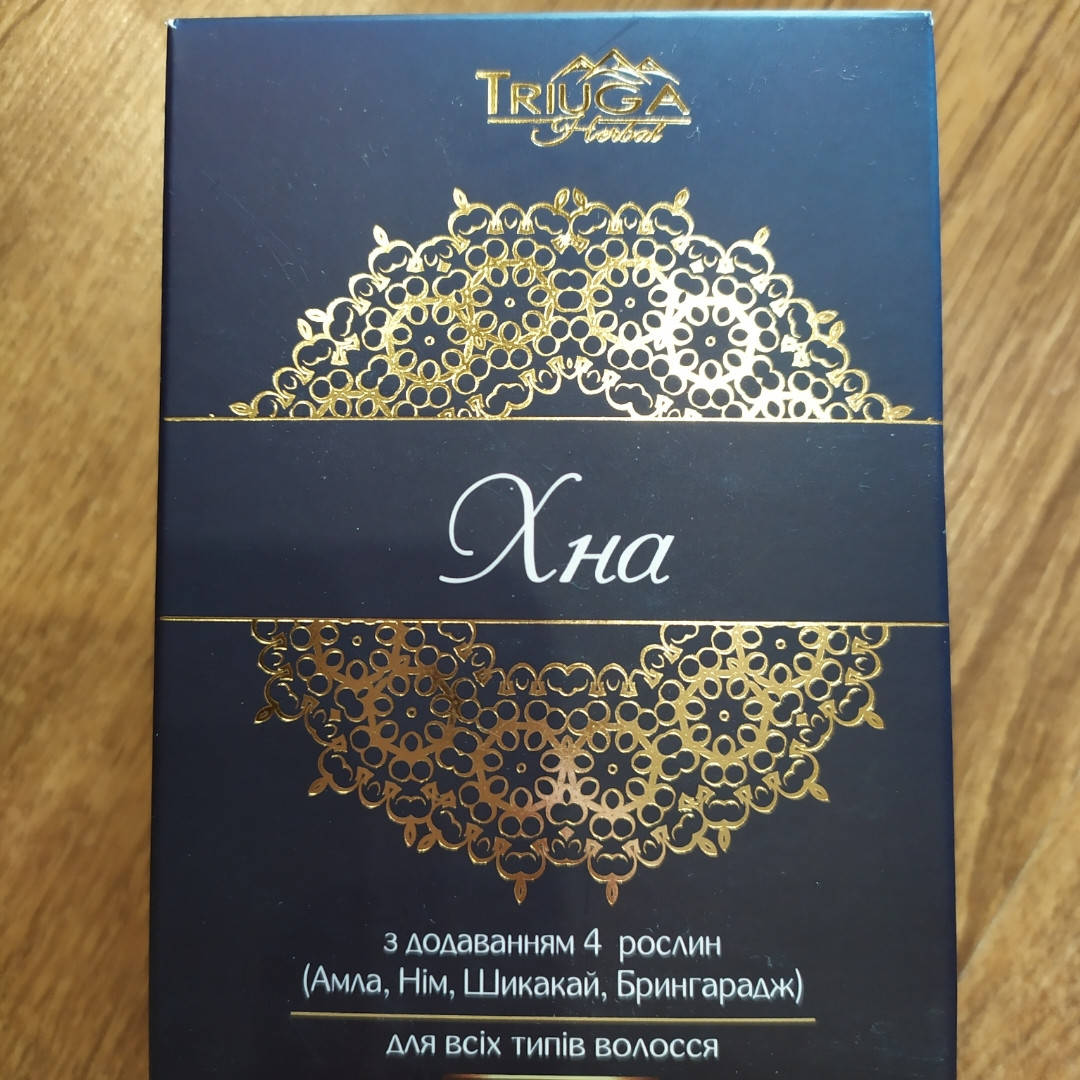 TRIUGA
Herbal
Хна
з додаванням 4 рослин
(Амла, Нім, Шикакай, Брингарадж)
для всіх типів волосся